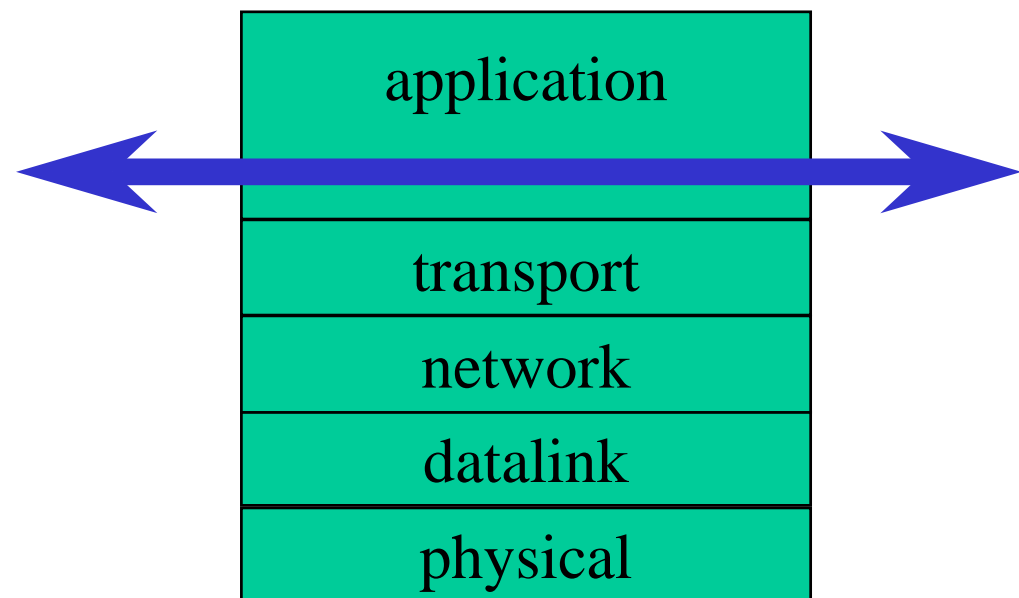 application
transport
network
datalink
physical